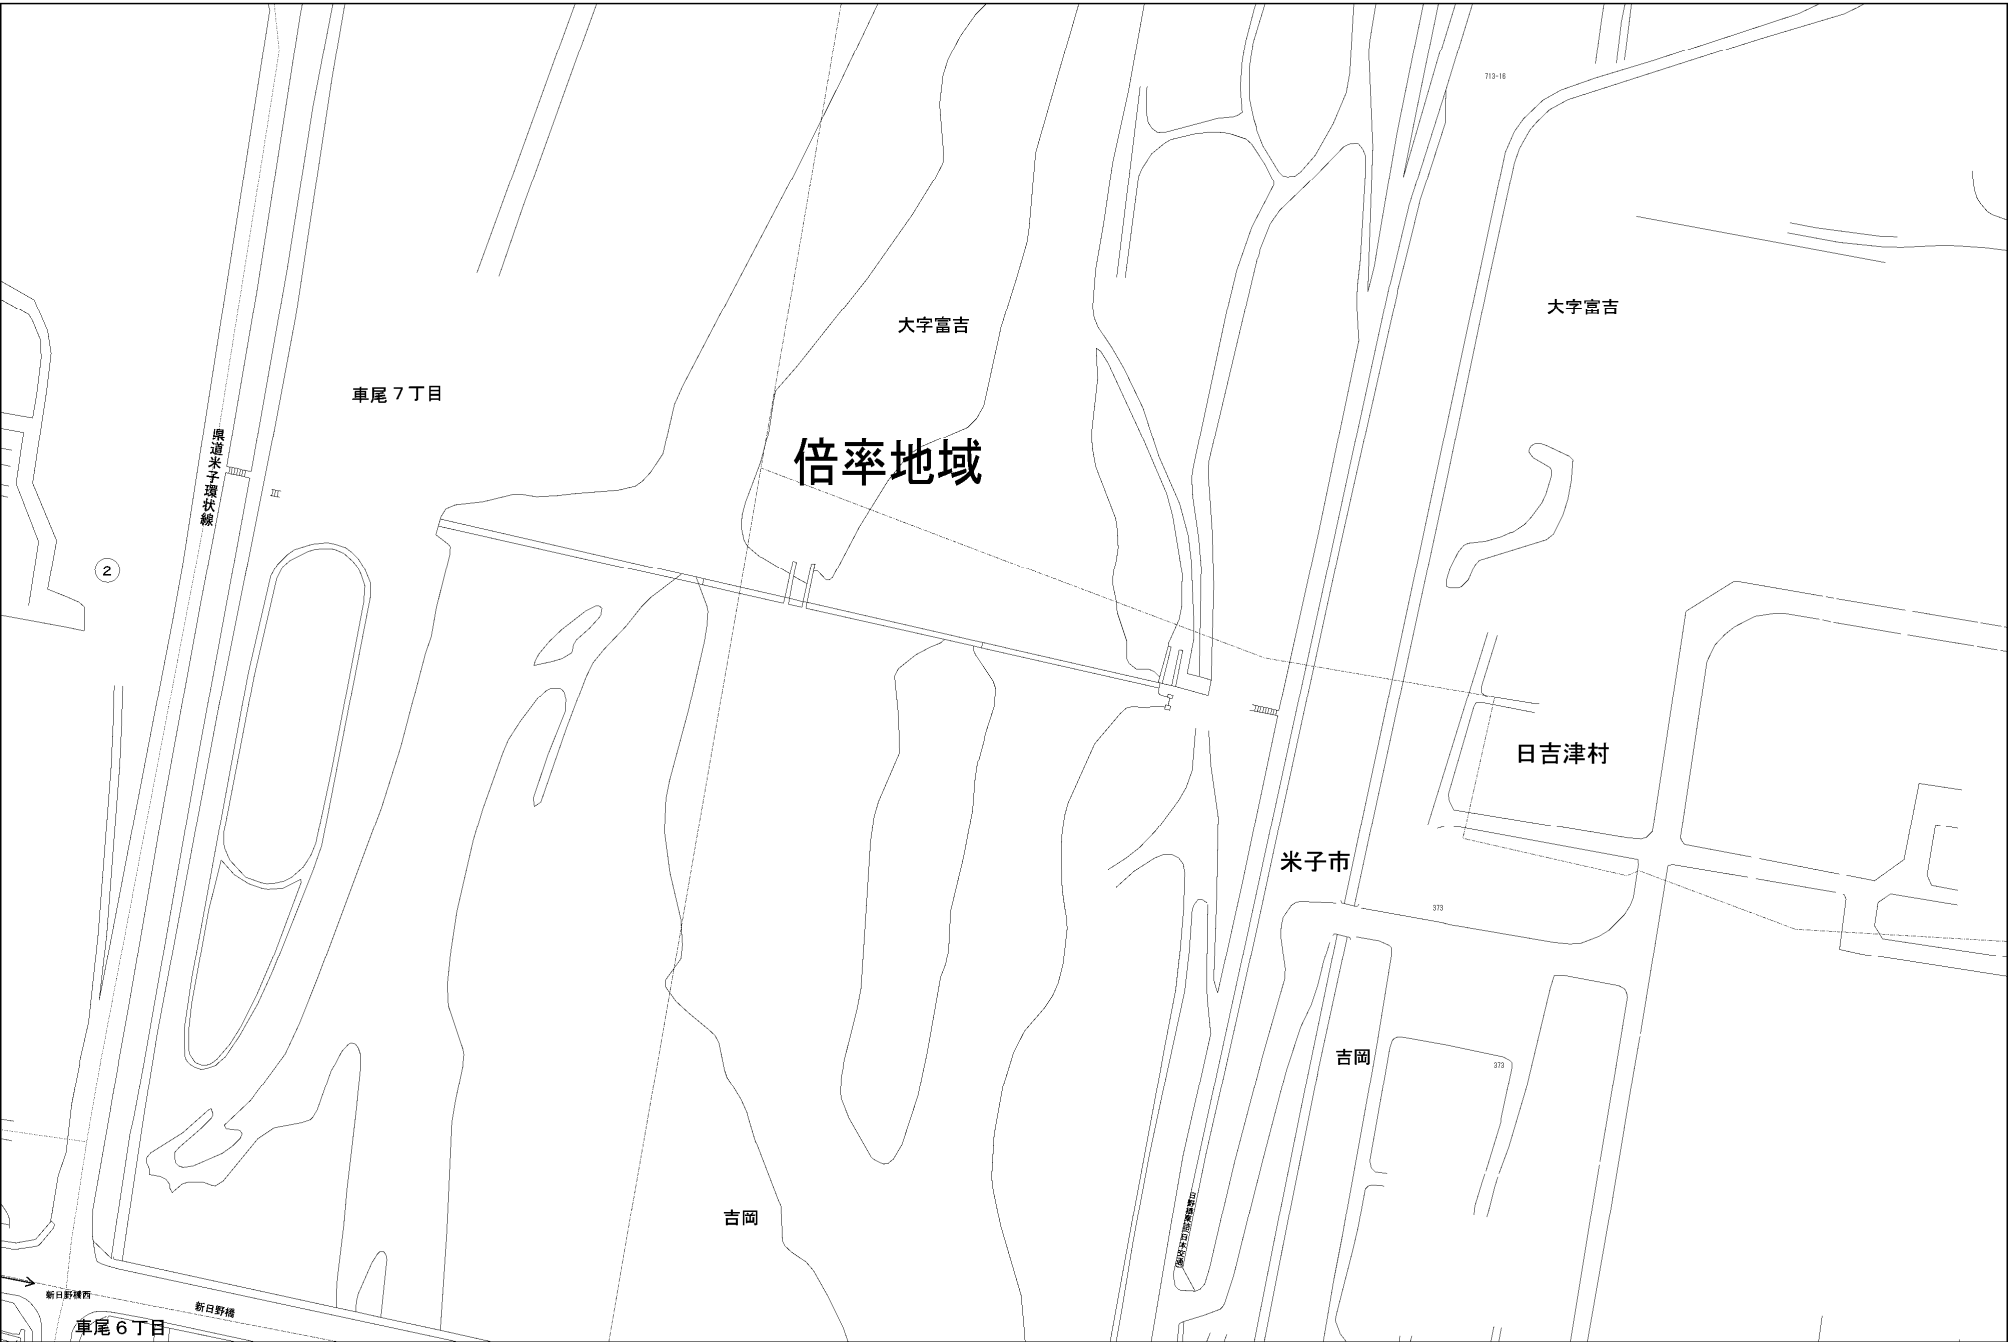 713-16
大字富吉
大字富吉
車尾７丁目
県道米子環状線
倍率地域
2
日吉津村
米子市
373
吉岡
373
吉岡
新日野橋西
新日野橋
車尾６丁目